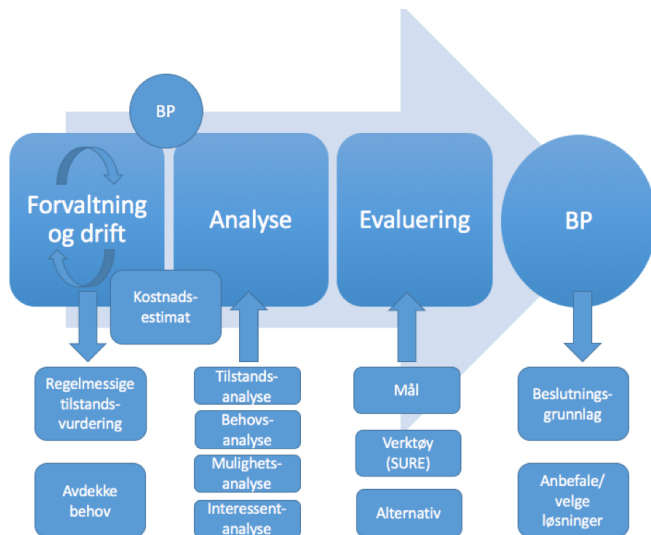 BP
Forvaltning
og drift
Analyse
Evaluering
BP
Kostnads-
estimat
Regelmessige
tilstands-
vurdering
Avdekke
behov
Tilstands-
analyse
Behovs-
analyse
Mulighets-
analyse
Interessent-
analyse
Mål
Verktøy
(SURE)
Alternativ
Beslutnings-
grunnlag
Anbefale/
velge
løsninger